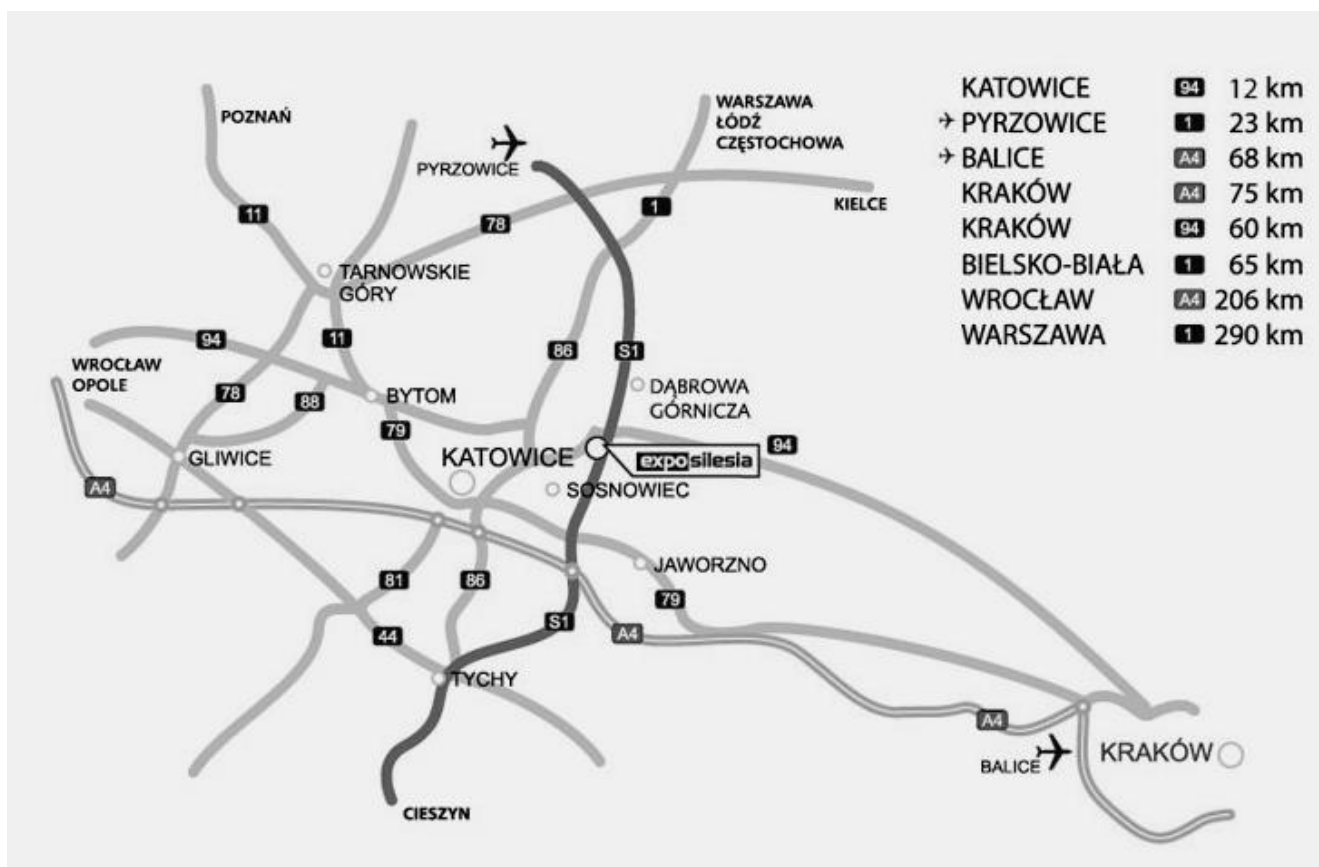 POZNAŃ
WARSZAWA
ŁÓDŹ
CZĘSTOCHOWA
PYRZOWICE
KIELCE
11
78
1
TARNOWSKIE
GÓRY
94
11
86
S1
WROCŁAW
OPOLE
78
88
BYTOM
DĄBROWA
GÓRNICZA
79
GLIWICE
KATOWICE
exposilesia
94
A4
SOSNOWIEC
JAWORZNO
81
86
79
44
S1
A4
TYCHY
A4
BALICE
KRAKÓW
CIESZYN
KATOWICE 94 12 km
PYRZOWICE 1 23 km
BALICE A4 68 km
KRAKÓW A4 75 km
KRAKÓW 94 60 km
BIELSKO-BIAŁA 1 65 km
WROCŁAW A4 206 km
WARSZAWA 1 290 km